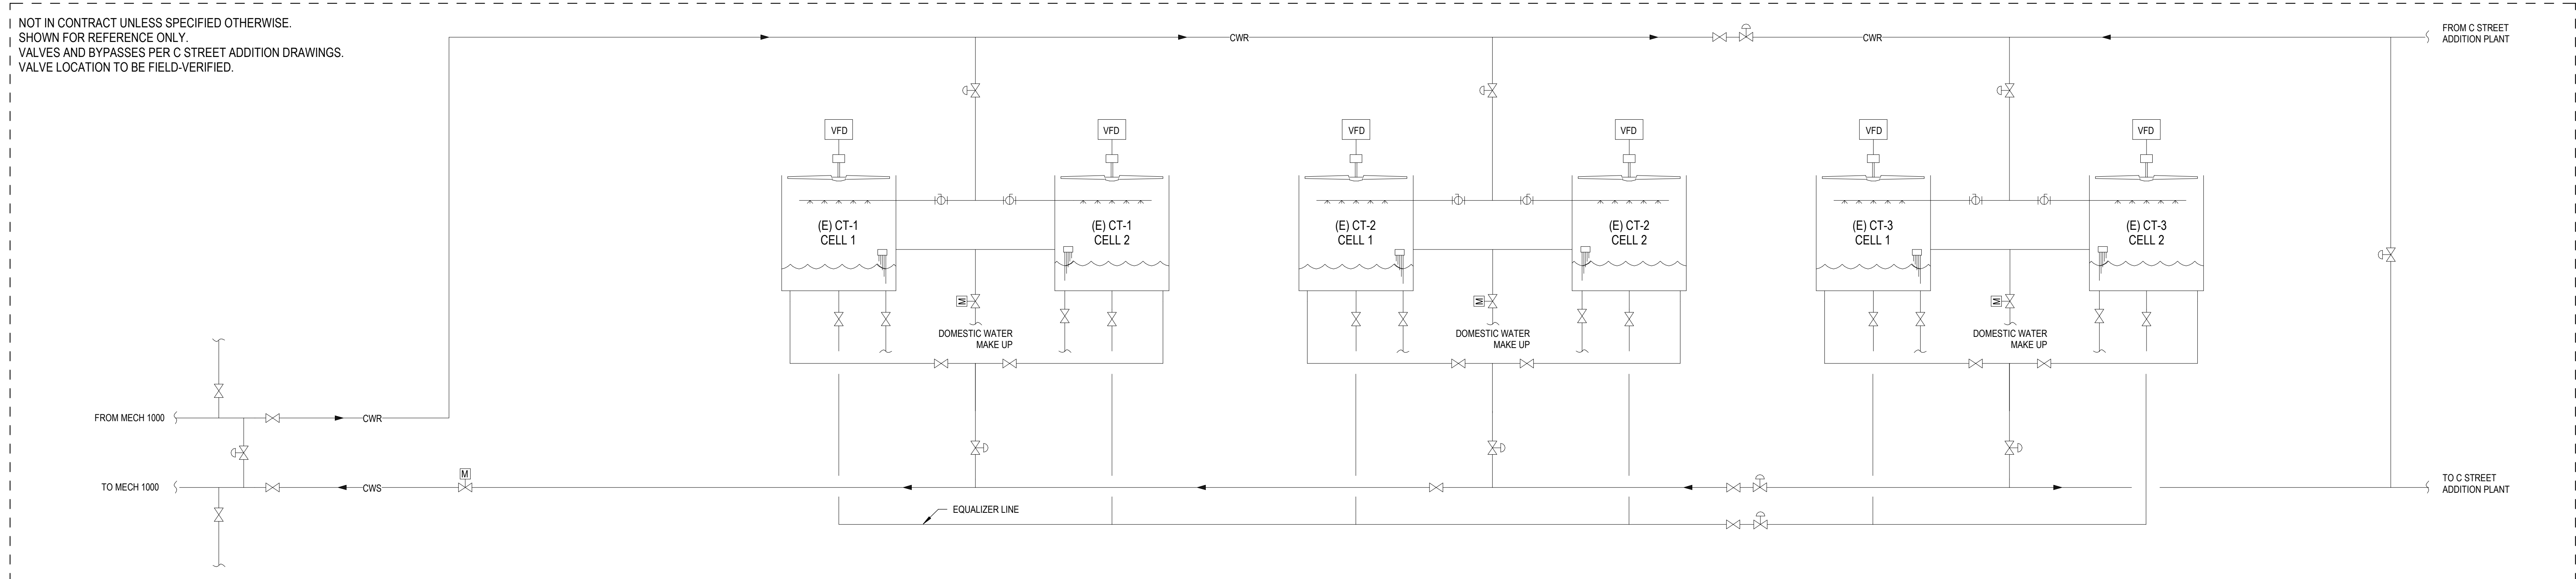 NOT IN CONTRACT UNLESS SPECIFIED OTHERWISE.
SHOWN FOR REFERENCE ONLY.
VALVES AND BYPASSES PER C STREET ADDITION DRAWINGS.
VALVE LOCATION TO BE FIELD-VERIFIED.
CWR
CWR
FROM C STREET
ADDITION PLANT
VFD
VFD
VFD
VFD
VFD
VFD
(E) CT-1
CELL 1
(E) CT-1
CELL 2
(E) CT-2
CELL 1
(E) CT-2
CELL 2
(E) CT-3
CELL 1
(E) CT-3
CELL 2
M
M
M
DOMESTIC WATER
MAKE UP
DOMESTIC WATER
MAKE UP
DOMESTIC WATER
MAKE UP
FROM MECH 1000
CWR
TO MECH 1000
CWS
M
TO C STREET
ADDITION PLANT
EQUALIZER LINE